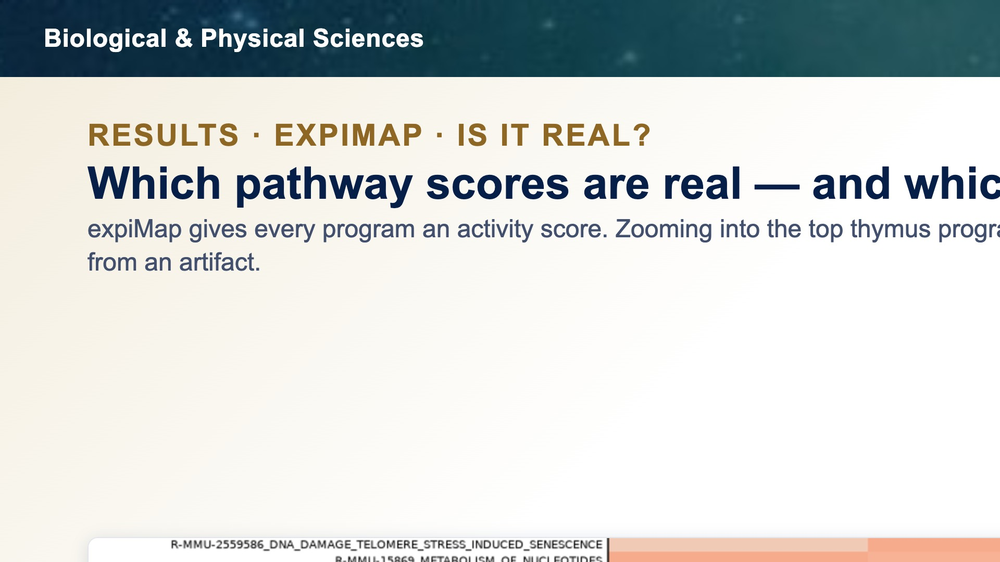 Biological & Physical Sciences
RESULTS · EXPIMAP · IS IT REAL?
Which pathway scores are real — and whic
expiMap gives every program an activity score. Zooming into the top thymus progra
from an artifact.
R-MMU-2559586_DNA_DAMAGE_TELOMERE_STRESS_INDUCED_SENESCENCE
R-MMU-15869_METABOLISM_OF_NUCLEOTIDES